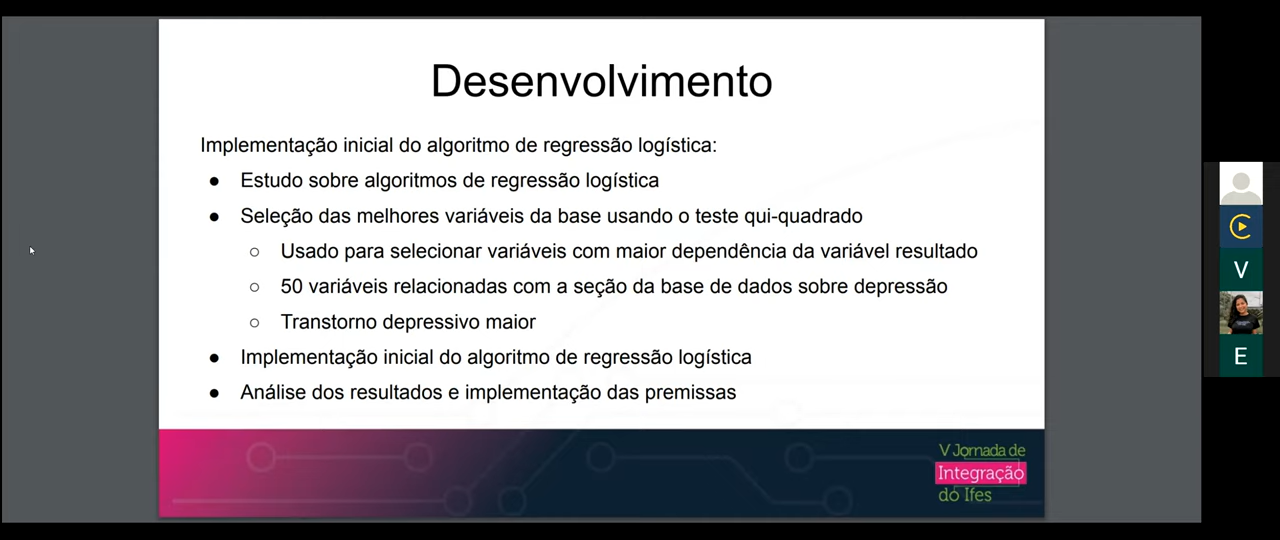 Desenvolvimento
Implementação inicial do algoritmo de regressão logística:
● Estudo sobre algoritmos de regressão logística
● Seleção das melhores variáveis da base usando o teste qui-quadrado
○ Usado para selecionar variáveis com maior dependência da variável resultado
○ 50 variáveis relacionadas com a seção da base de dados sobre depressão
○ Transtorno depressivo maior
● Implementação inicial do algoritmo de regressão logística
● Análise dos resultados e implementação das premissas
V Jornada de
Integração
do Ifes
V
E